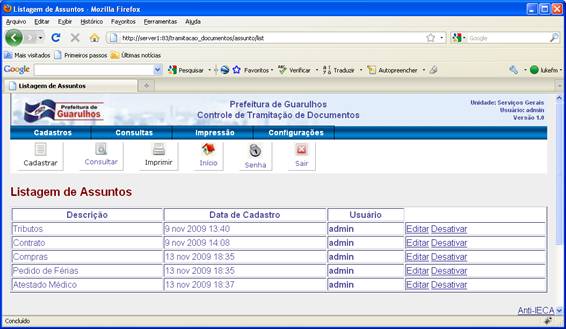 Listagem de Assuntos - Mozilla Firefox
Arquivo Editar Exibir Histórico Favoritos Ferramentas Ajuda
http://server1:83/tramitacao_documentos/assunto/list
Google
Mais visitados Primeiros passos Últimas notícias
Google Pesquisar Favoritos Verificar Traduzir Autopreencher lukefm
Listagem de Assuntos
Prefeitura de
Guarulhos
Prefeitura de Guarulhos
Controle de Tramitação de Documentos
Unidade: Serviços Gerais
Usuário: admin
Versão 1.0
Cadastros Consultas Impressão Configurações
Cadastrar Consultar Imprimir Início Senha Sair
Listagem de Assuntos
Descrição Data de Cadastro Usuário
Tributos 9 nov 2009 13:40 admin Editar Desativar
Contrato 9 nov 2009 14:08 admin Editar Desativar
Compras 13 nov 2009 18:35 admin Editar Desativar
Pedido de Férias 13 nov 2009 18:35 admin Editar Desativar
Atestado Médico 13 nov 2009 18:37 admin Editar Desativar
Anti-IECA
Concluído